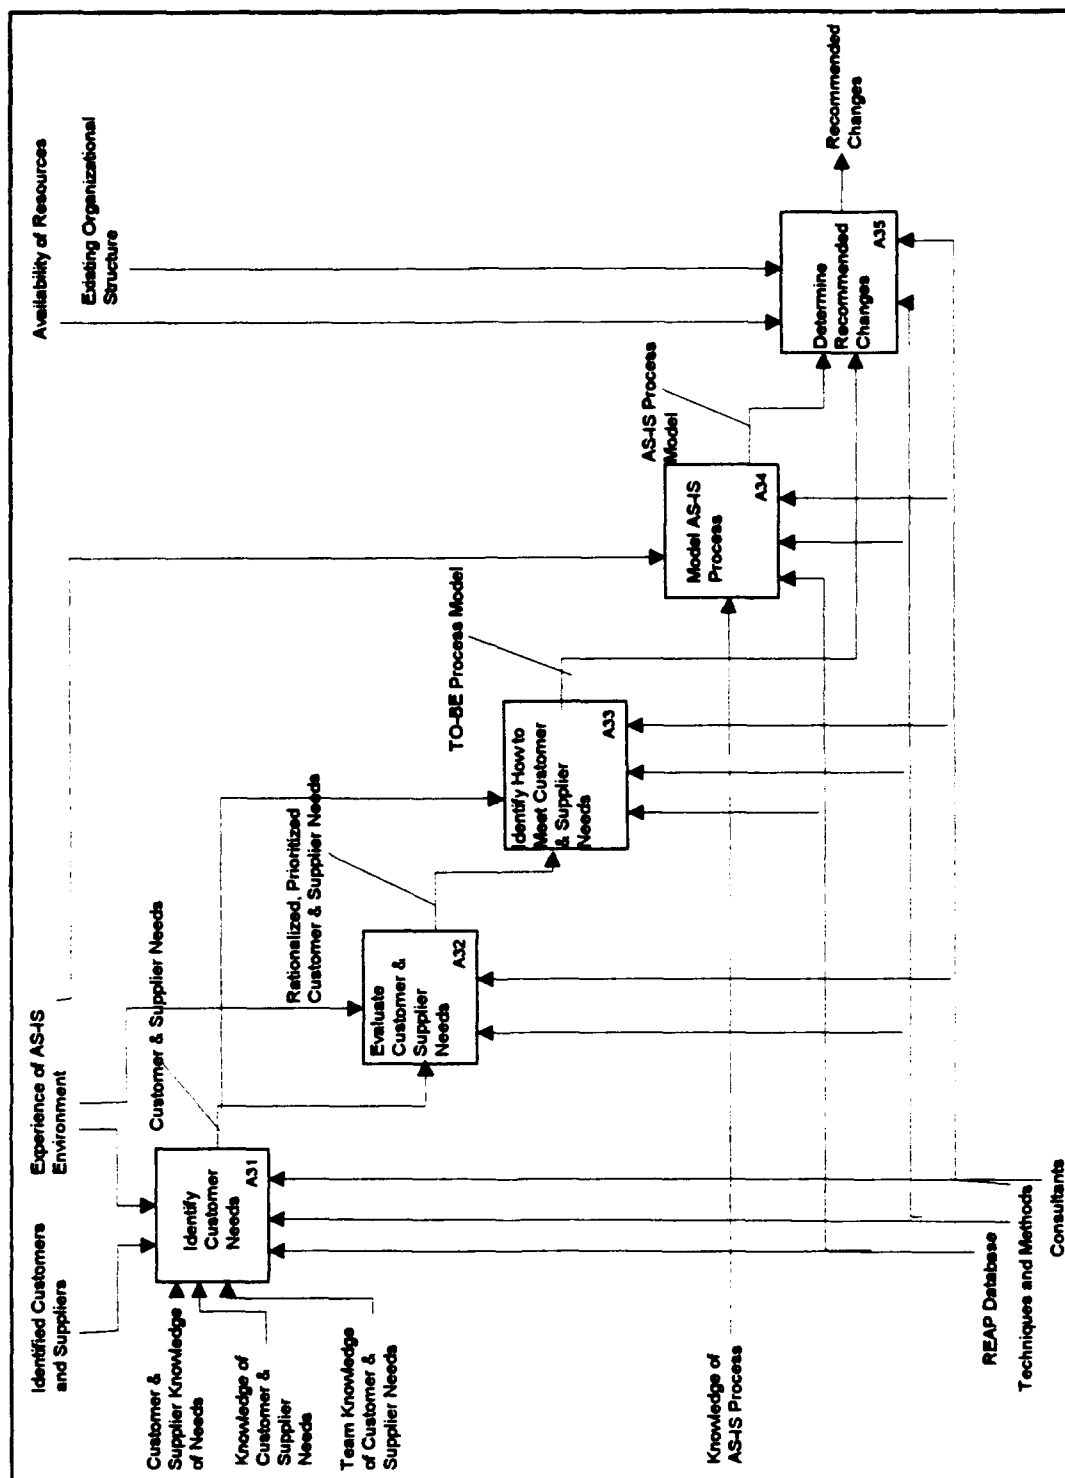 Identified Customers
and Suppliers
Experience of AS-IS
Environment
Availability of Resources
Existing Organizational
Structure
Customer & Supplier Needs
Customer &
Supplier Knowledge
of Needs
Knowledge of
Customer &
Supplier
Needs
Team Knowledge
of Customer &
Supplier Needs
Identify
Customer
Needs
A31
Rationalized, Prioritized
Customer & Supplier Needs
Evaluate
Customer &
Supplier
Needs
A32
TO-BE Process Model
Identify How to
Meet Customer
& Supplier
Needs
A33
Knowledge of
AS-IS Process
Model AS-IS
Process
A34
AS-IS Process
Model
Determine
Recommended
Changes
A35
Recommended
Changes
REAP Database
Techniques and Methods
Consultants